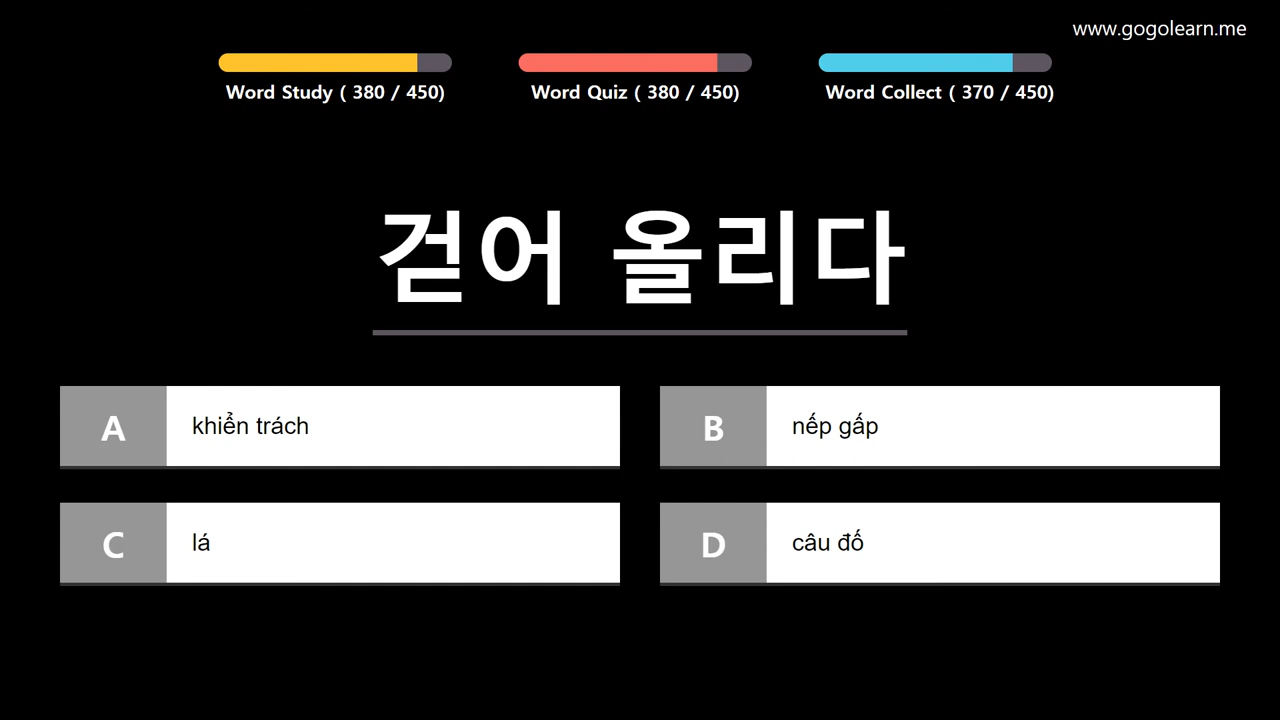 www.gogolearn.me
Word Study ( 380 / 450)
Word Quiz ( 380 / 450)
Word Collect ( 370 / 450)
걷어 올리다
A khiển trách
B nếp gấp
C lá
D câu đố